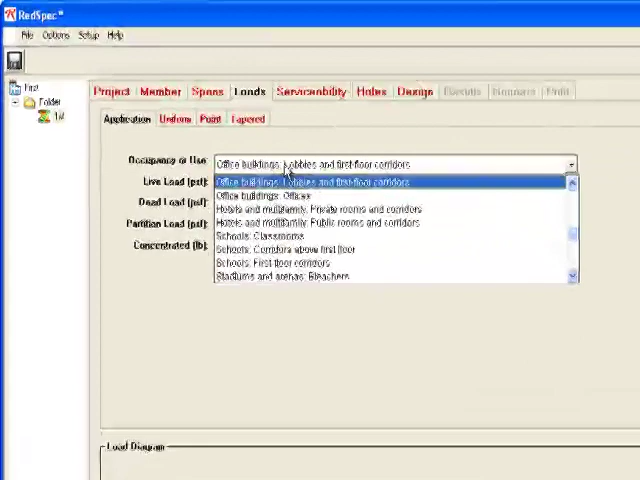 RedSpec*
File Options Setup Help
First
Folder
1st
Project Member Spans Loads Serviceability Holes Design Execute Hangers Print
Application Uniform Point Tapered
Occupancy or Use: Office buildings: Lobbies and first-floor corridors
Live Load (psf): Office buildings: Lobbies and first-floor corridors
Office buildings: Offices
Dead Load (psf): Hotels and multifamily: Private rooms and corridors
Partition Load (psf): Hotels and multifamily: Public rooms and corridors
Schools: Classrooms
Concentrated (lb): Schools: Corridors above first floor
Schools: First floor corridors
Stadiums and arenas: Bleachers
Load Diagram